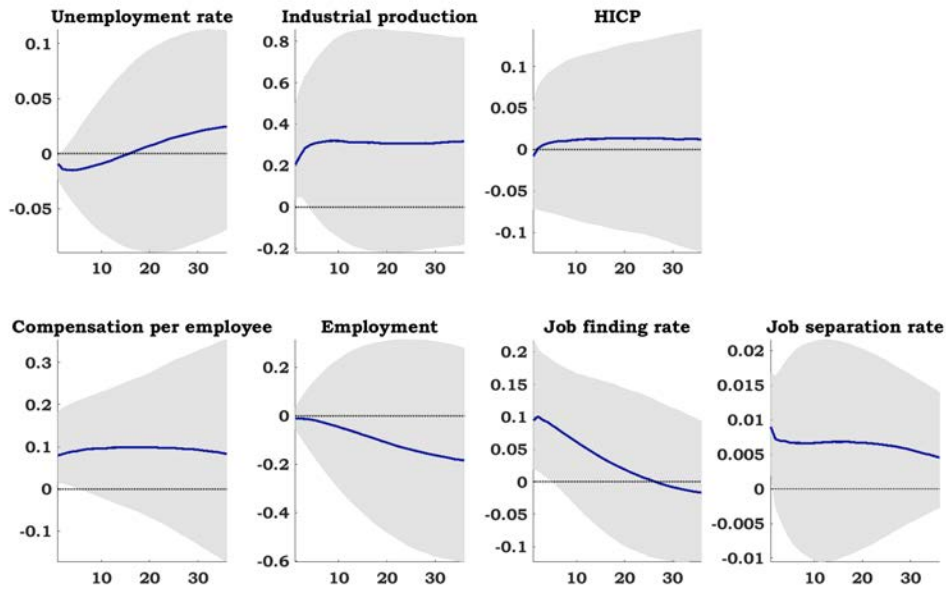 Unemployment rate
0.1
0.05
0
-0.05
10 20 30
Industrial production
0.8
0.6
0.4
0.2
0
-0.2
10 20 30
HICP
0.1
0.05
0
-0.05
-0.1
10 20 30
Compensation per employee
0.3
0.2
0.1
0
-0.1
10 20 30
Employment
0.2
0
-0.2
-0.4
-0.6
10 20 30
Job finding rate
0.2
0.15
0.1
0.05
0
-0.05
-0.1
10 20 30
Job separation rate
0.02
0.015
0.01
0.005
0
-0.005
-0.01
10 20 30